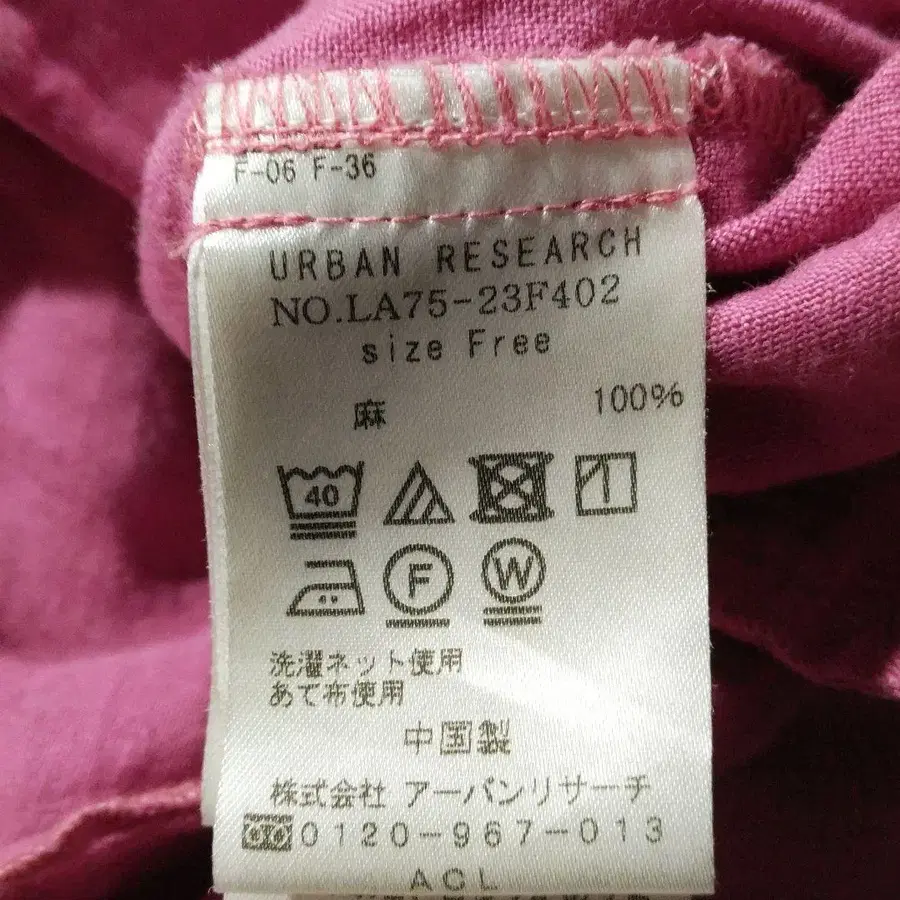 F-06 F-36
URBAN RESEARCH
NO.LA75-23F402
size Free
麻 100%
40
F W
洗濯ネット使用
あて布使用
中国製
株式会社 アーバンリサーチ
0120-967-013
ACL